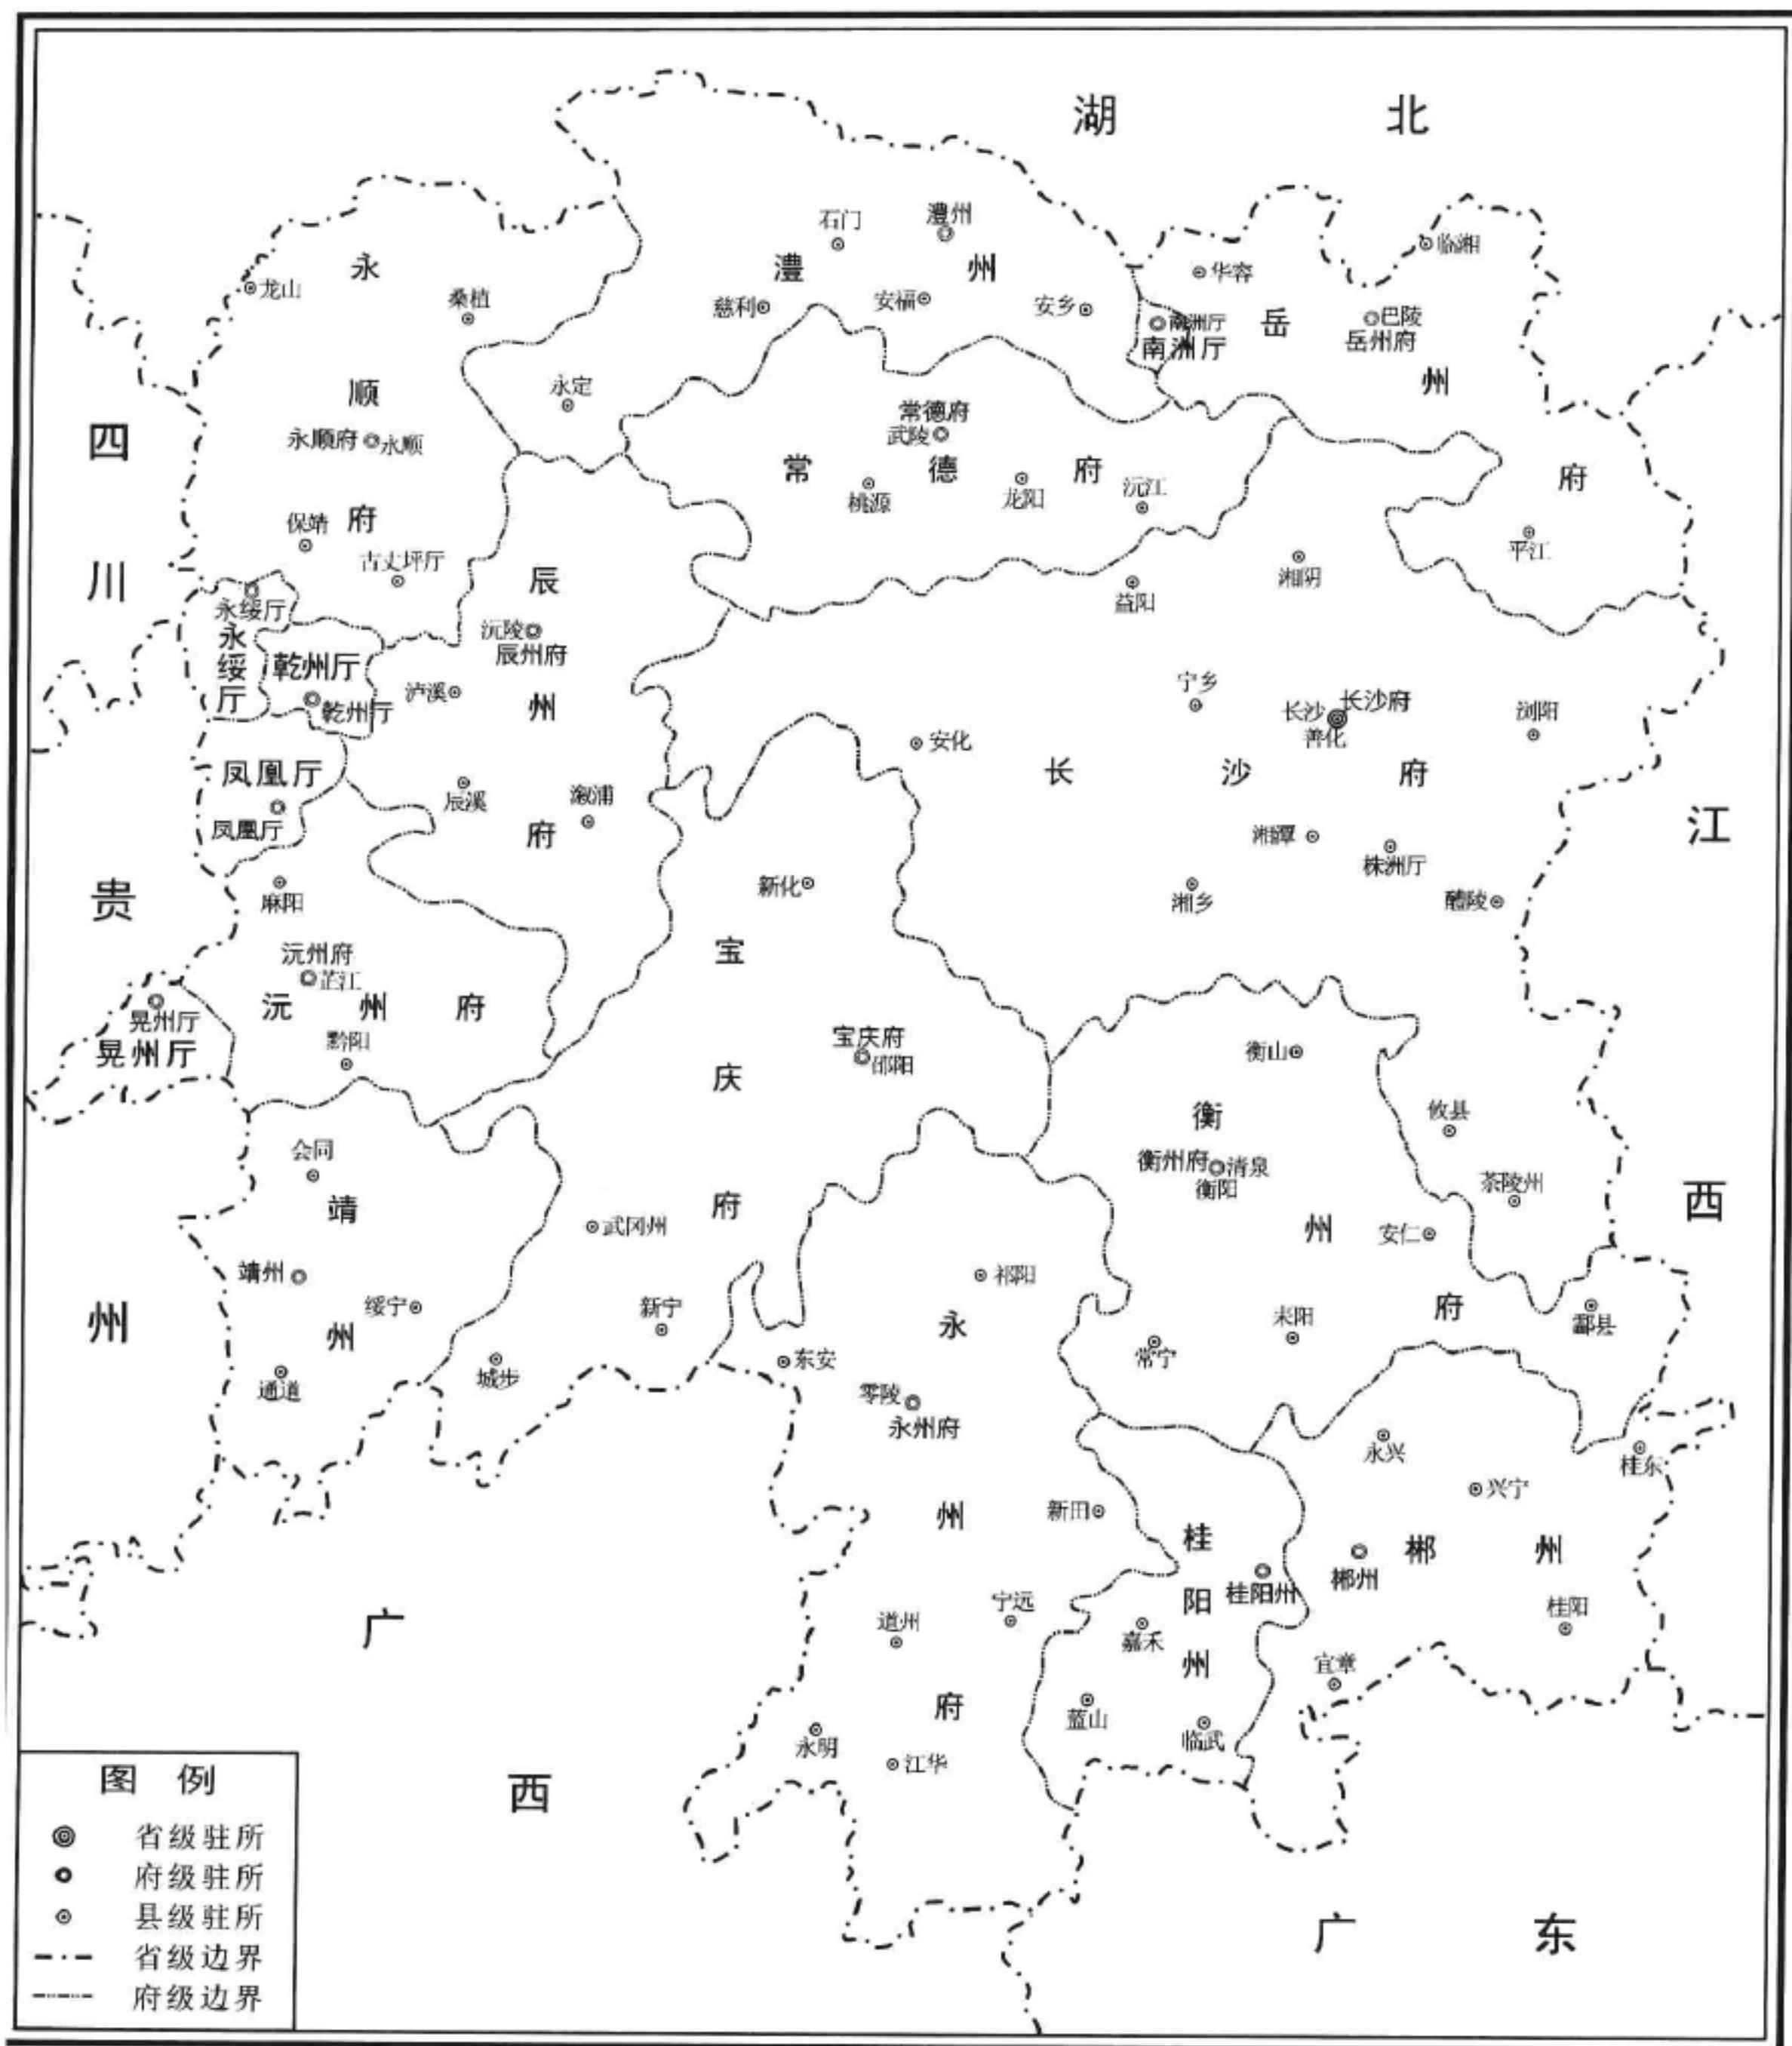 湖 北
四川
贵州
江西
广 西
广 东
永顺府
龙山
桑植
永顺府
永顺
保靖
古丈坪厅
澧 州
石门
澧州
慈利
安福
安乡
永定
南洲厅
南洲厅
岳州府
华容
临湘
巴陵
岳州府
平江
常德府
常德府
武陵
桃源
龙阳
沅江
永绥厅
永绥厅
乾州厅
乾州厅
凤凰厅
凤凰厅
辰州府
沅陵
辰州府
泸溪
辰溪
溆浦
长 沙 府
湘阴
益阳
宁乡
长沙
长沙府
善化
浏阳
安化
湘潭
株洲厅
湘乡
醴陵
攸县
茶陵州
沅 州 府
麻阳
沅州府
芷江
黔阳
晃州厅
晃州厅
宝庆府
新化
宝庆府
邵阳
武冈州
新宁
城步
靖州
会同
靖州
绥宁
通道
衡州府
衡山
衡州府
清泉
衡阳
安仁
耒阳
常宁
酃县
永州府
祁阳
东安
零陵
永州府
新田
道州
宁远
永明
江华
桂阳州
桂阳州
嘉禾
蓝山
临武
郴 州
永兴
兴宁
桂东
郴州
桂阳
宜章
图 例
省级驻所
府级驻所
县级驻所
省级边界
府级边界